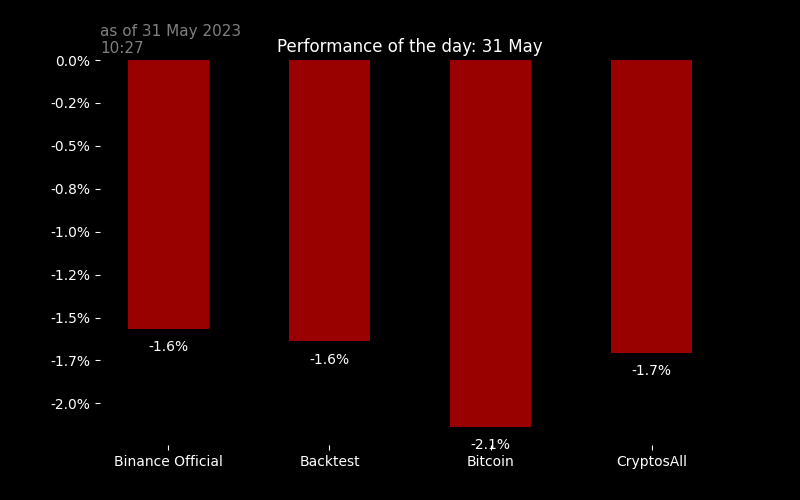 as of 31 May 2023
10:27
Performance of the day: 31 May
0.0%
-0.2%
-0.5%
-0.8%
-1.0%
-1.2%
-1.5%
-1.7%
-2.0%
-1.6%
-1.6%
-2.1%
-1.7%
Binance Official
Backtest
Bitcoin
CryptosAll